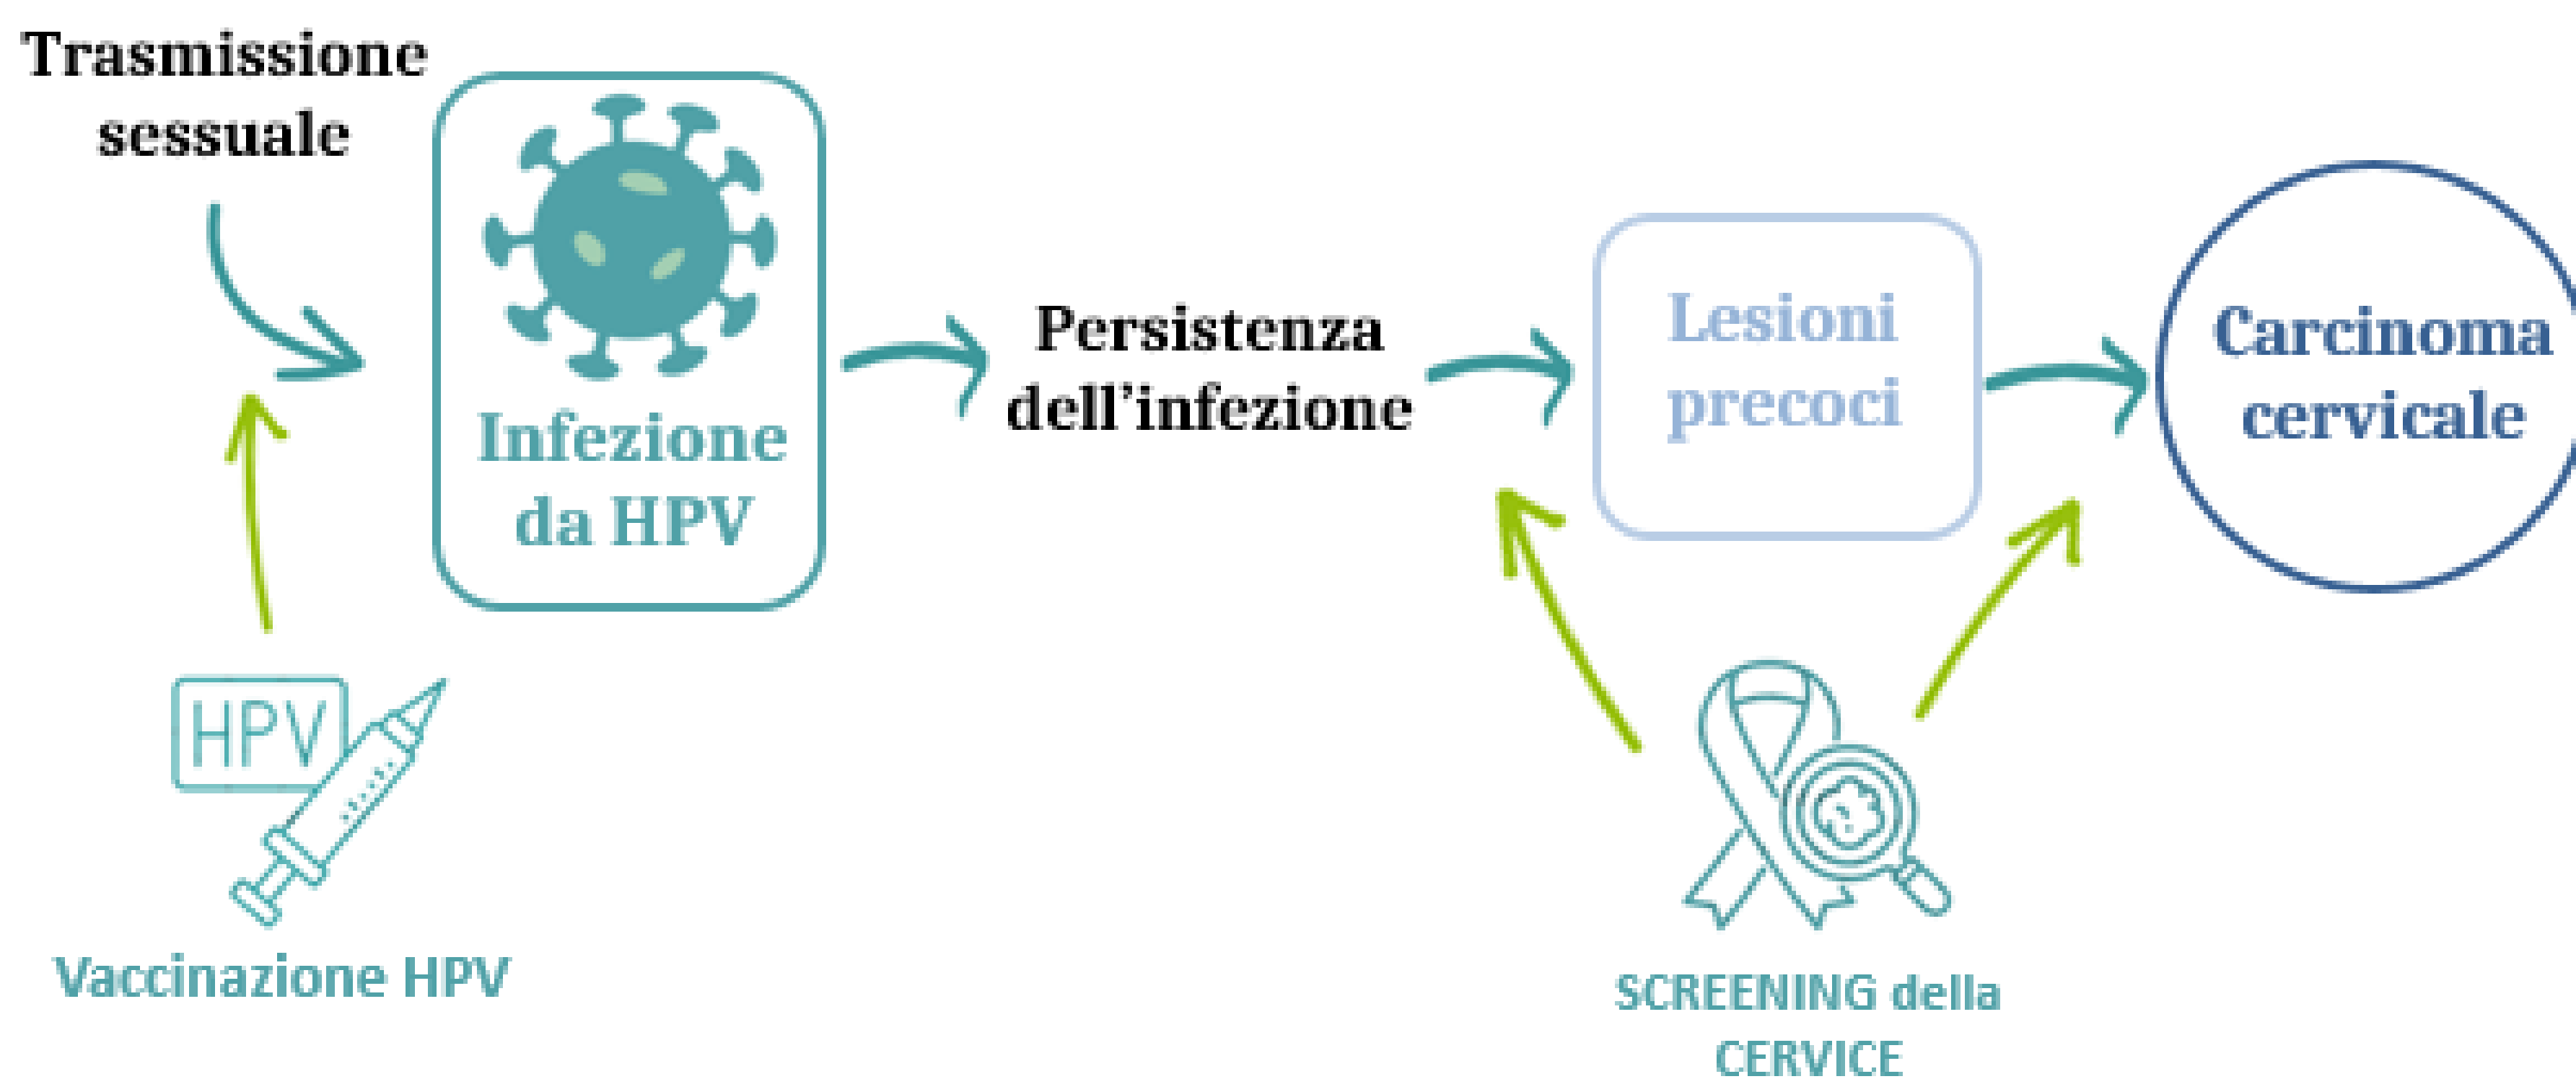 Trasmissione
sessuale
Infezione
da HPV
Persistenza
dell’infezione
Lesioni
precoci
Carcinoma
cervicale
HPV
Vaccinazione HPV
SCREENING della
CERVICE